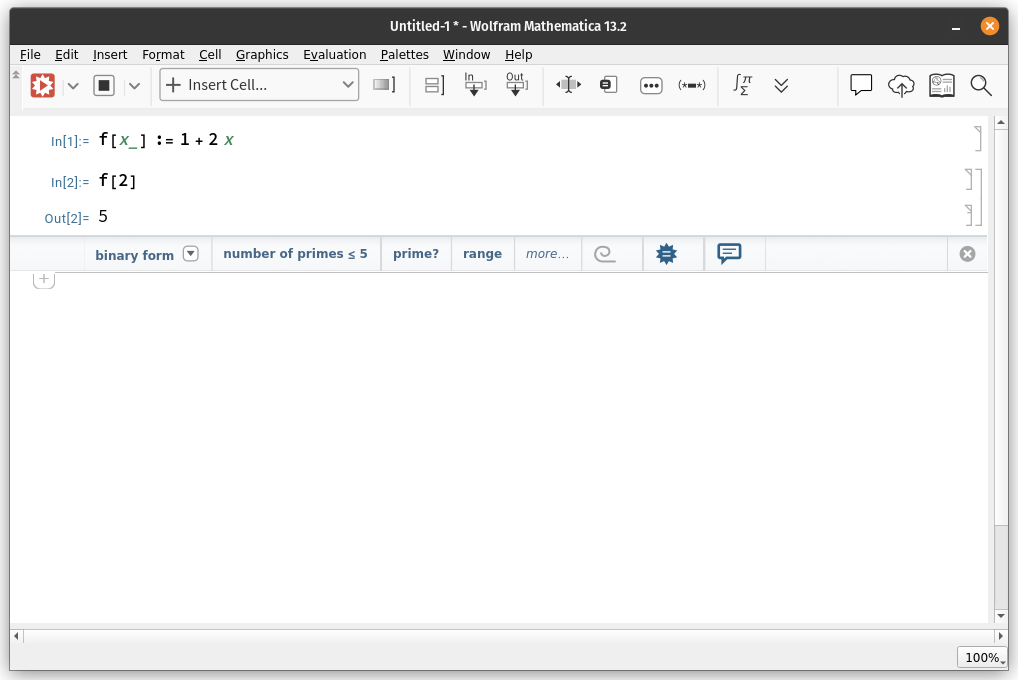 Untitled-1 * - Wolfram Mathematica 13.2
File Edit Insert Format Cell Graphics Evaluation Palettes Window Help
Insert Cell... In Out ∫π Σ
In[1]:= f[x_] := 1 + 2 x
In[2]:= f[2]
Out[2]= 5
binary form number of primes ≤ 5 prime? range more...
100%